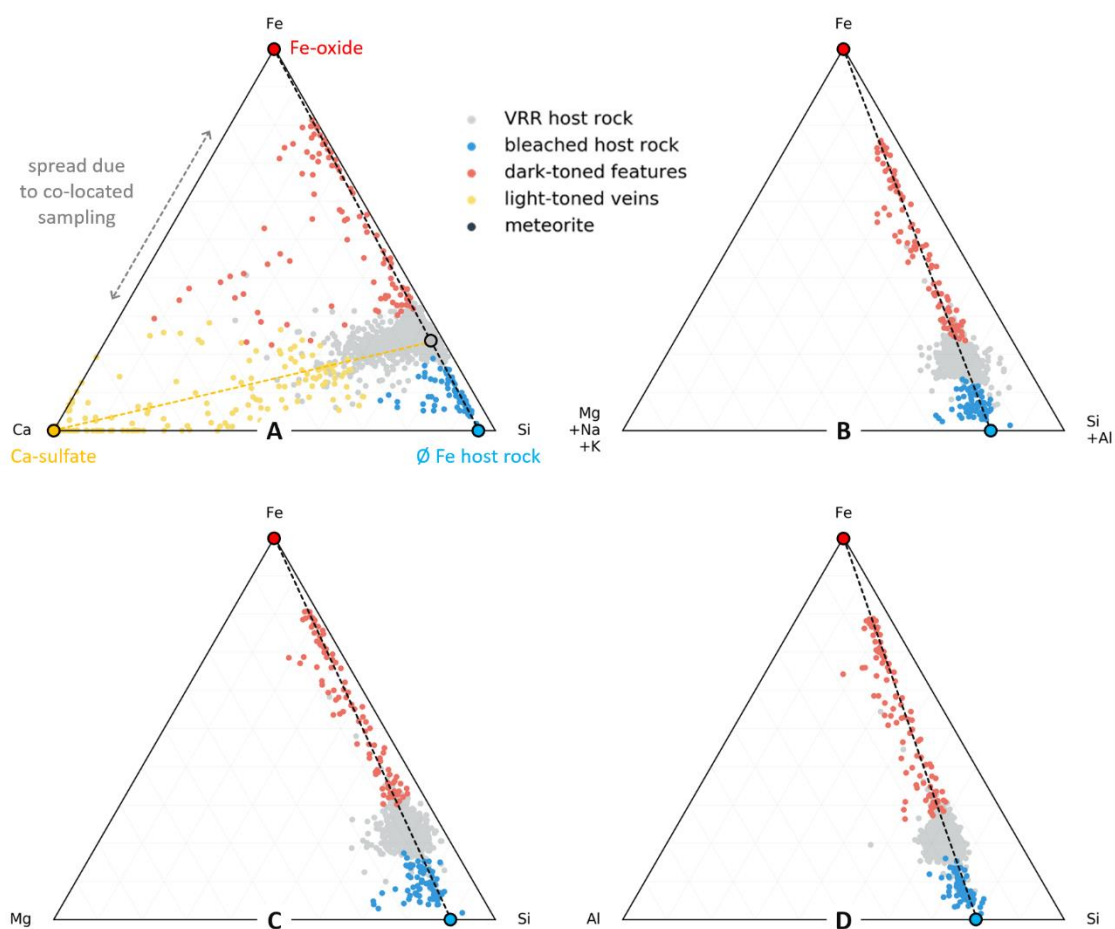 Fe
Fe-oxide
spread due
to co-located
sampling
Ca
A
Si
Ca-sulfate
Ø Fe host rock
VRR host rock
bleached host rock
dark-toned features
light-toned veins
meteorite
Fe
Mg
+Na
+K
B
Si
+Al
Fe
Mg
C
Si
Fe
Al
D
Si